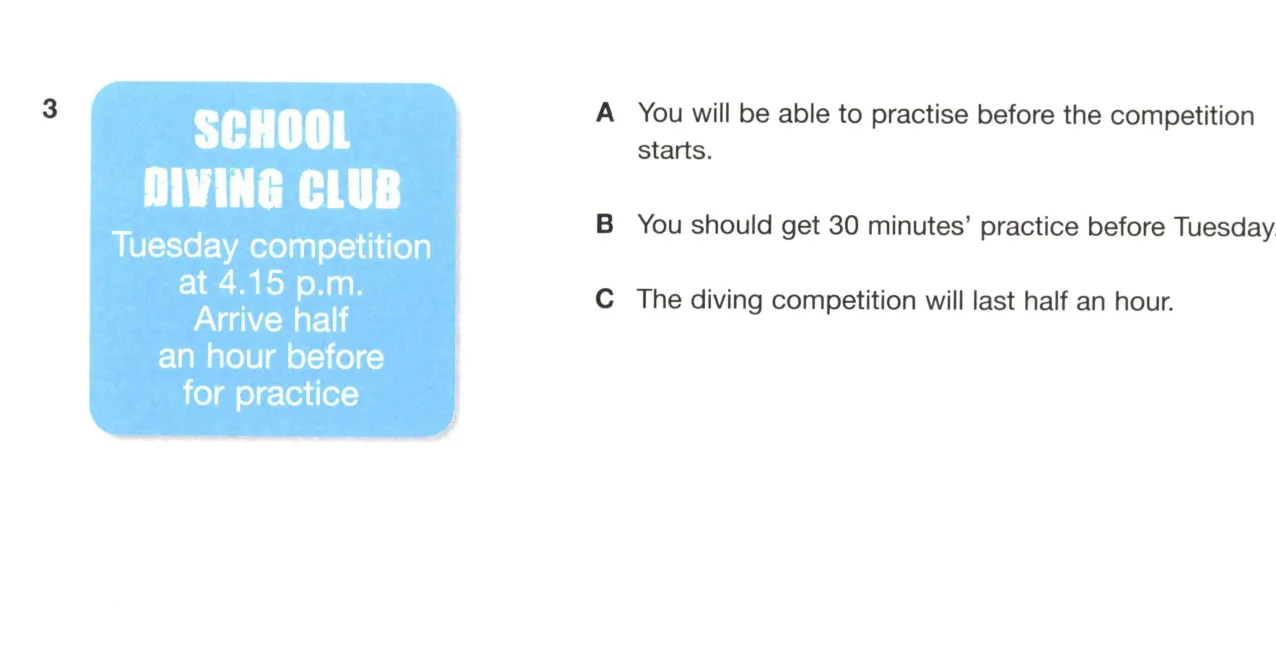 3
SCHOOL
DIVING CLUB
Tuesday competition
at 4.15 p.m.
Arrive half
an hour before
for practice
A You will be able to practise before the competition
starts.
B You should get 30 minutes’ practice before Tuesday.
C The diving competition will last half an hour.